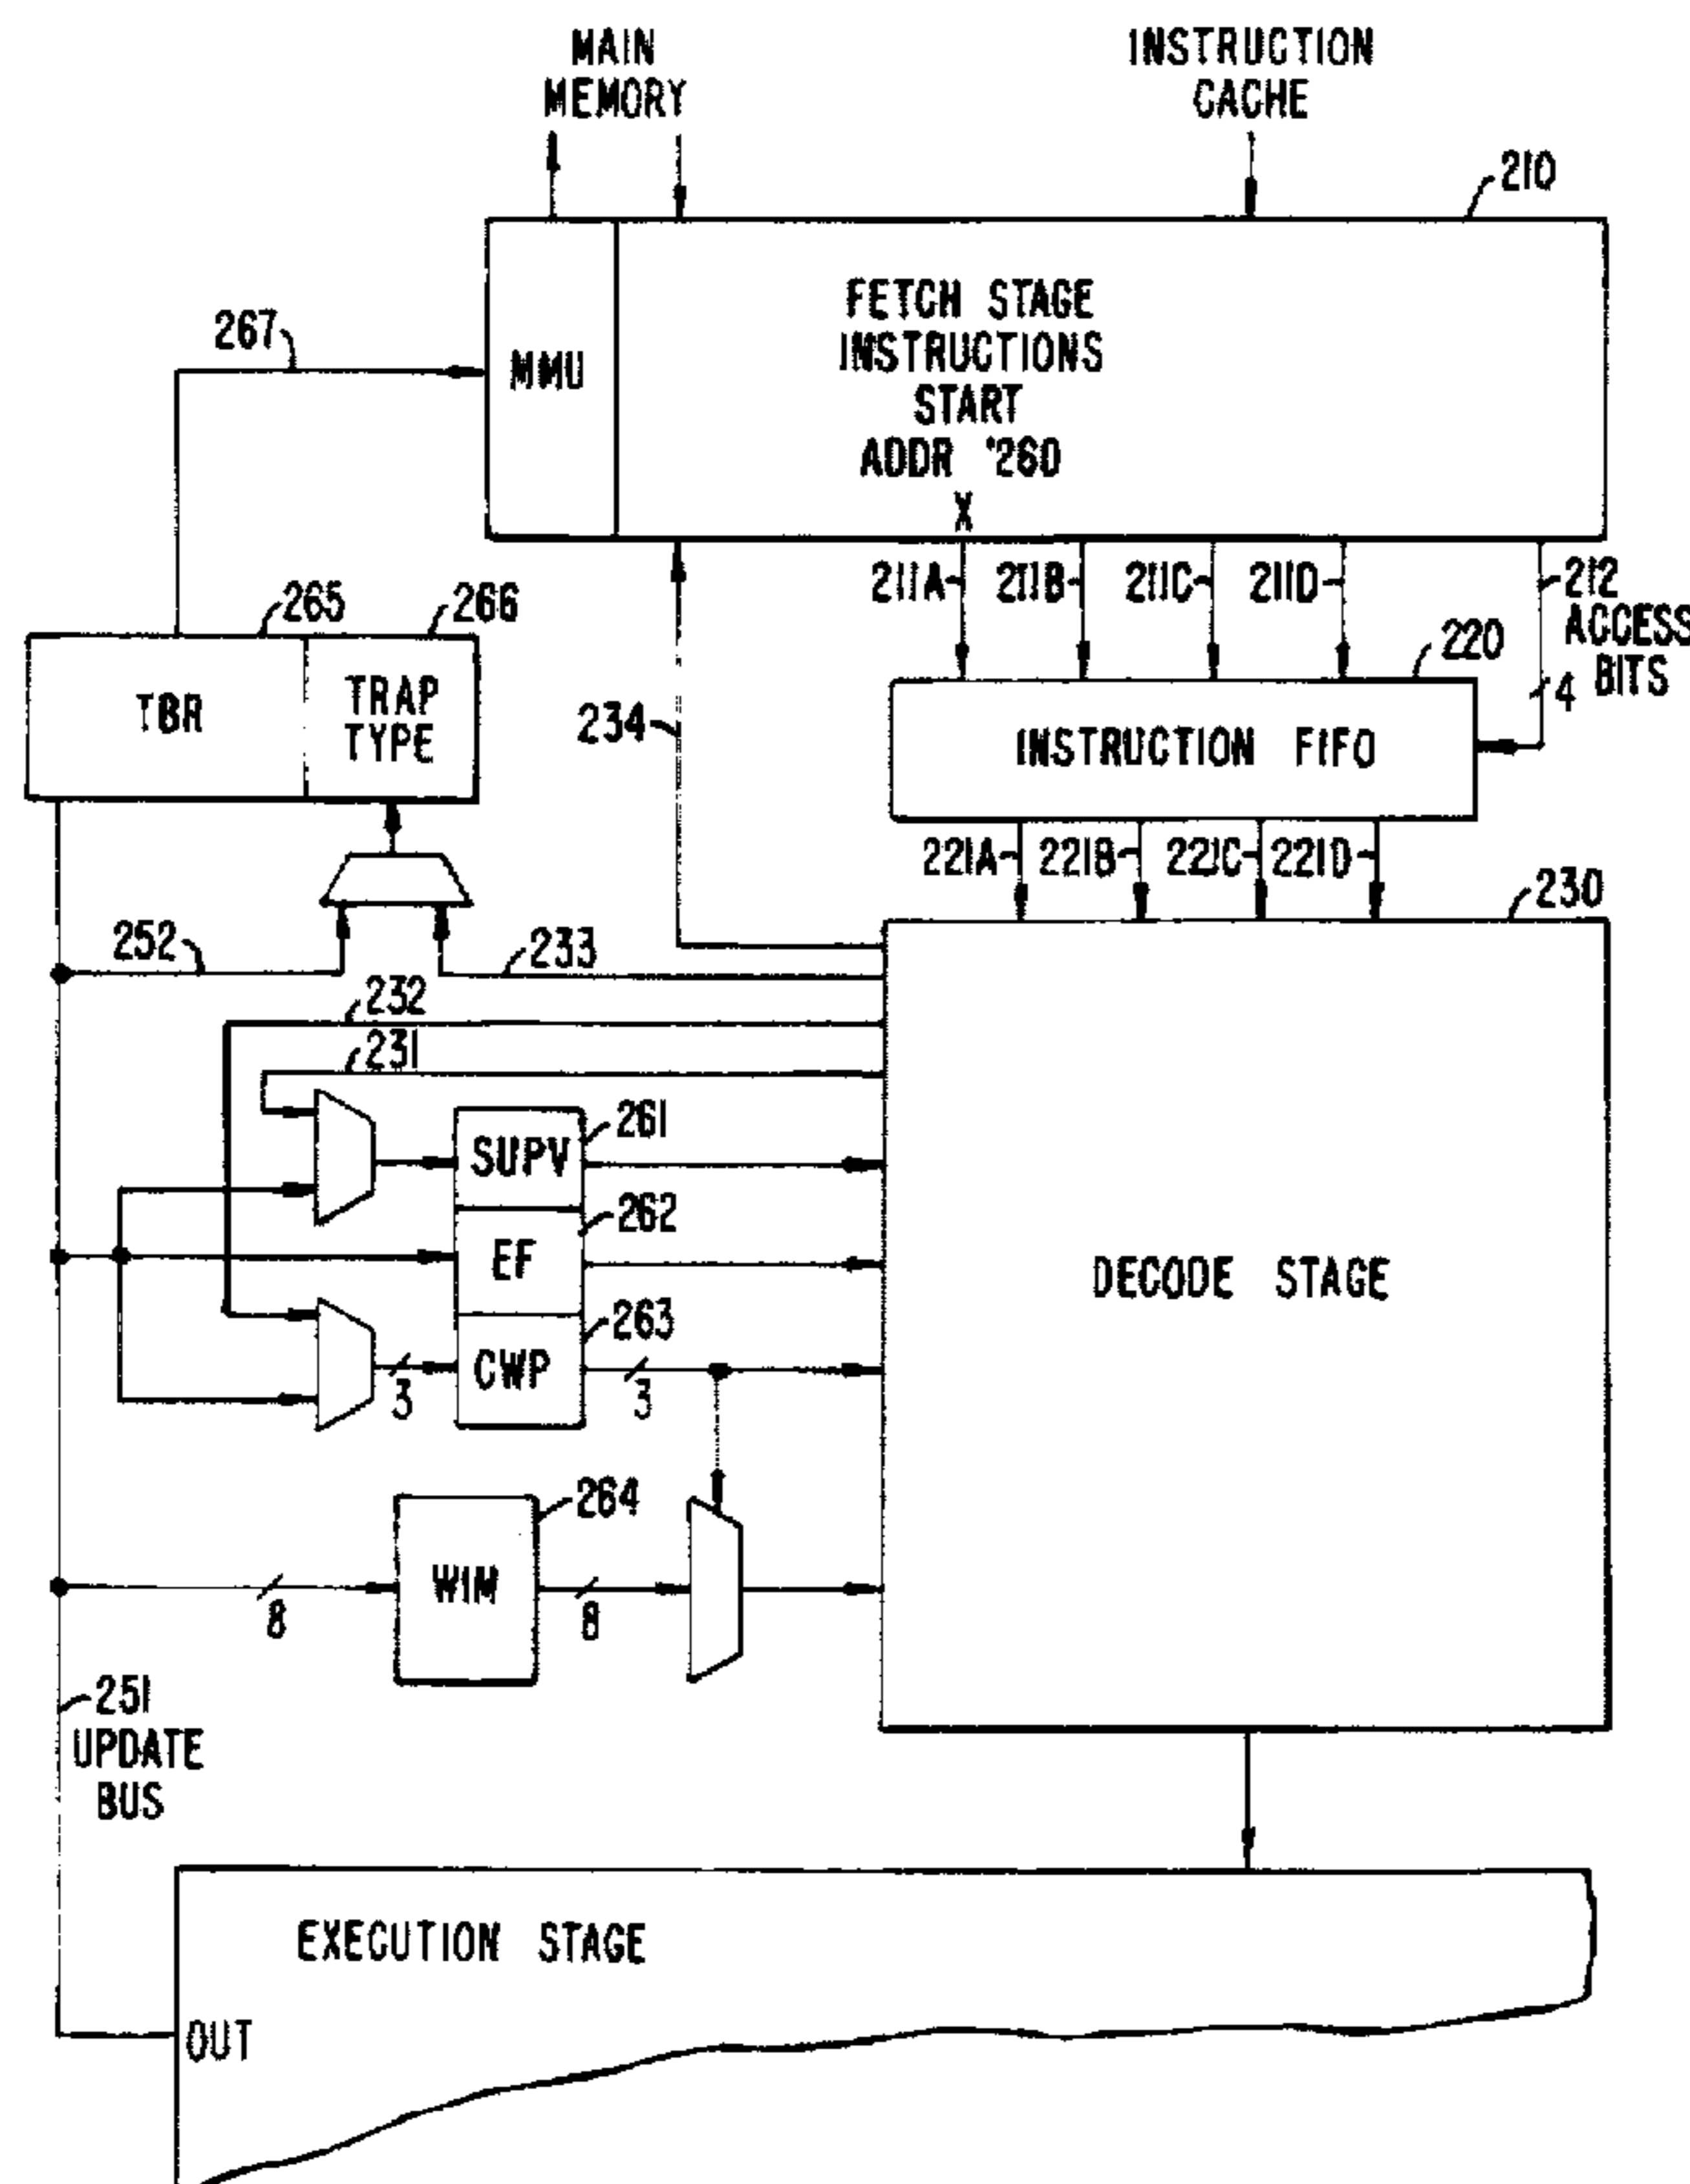 MAIN
MEMORY
INSTRUCTION
CACHE
210
FETCH STAGE
INSTRUCTIONS
START
ADDR '260
X
MMU
267
211A
211B
211C
211D
212
ACCESS
BITS
4
265
266
TBR
TRAP
TYPE
220
INSTRUCTION FIFO
234
221A
221B
221C
221D
230
252
233
232
231
261
SUPV
262
EF
263
CWP
3
3
DECODE STAGE
264
WIM
8
8
251
UPDATE
BUS
EXECUTION STAGE
OUT